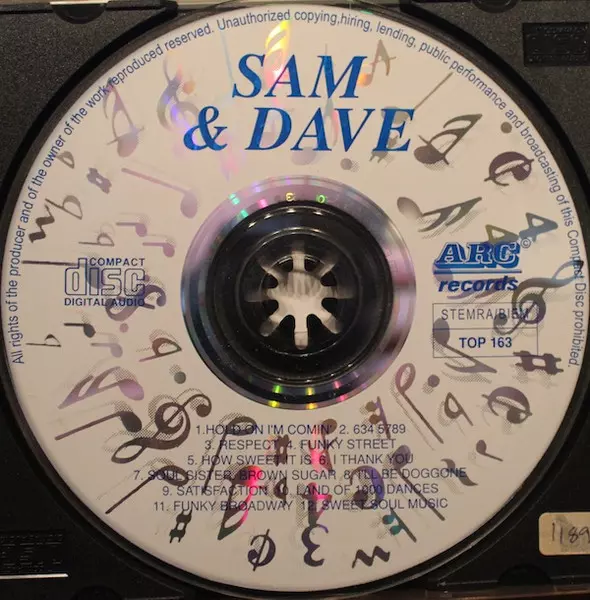 All rights of the producer and of the owner of the work reproduced reserved. Unauthorized copying,hiring, lending, public performance and broadcasting of this Compact Disc prohibited.
SAM
& DAVE
COMPACT
disc
DIGITAL AUDIO
ARC©
records
STEMRA/BIEM
TOP 163
1.HOLD ON I'M COMIN' 2. 634 5789
3. RESPECT 4. FUNKY STREET
5. HOW SWEET IT IS 6. I THANK YOU
7. SOUL SISTER, BROWN SUGAR 8. I'LL BE DOGGONE
9. SATISFACTION 10. LAND OF 1000 DANCES
11. FUNKY BROADWAY 12. SWEET SOUL MUSIC
1189